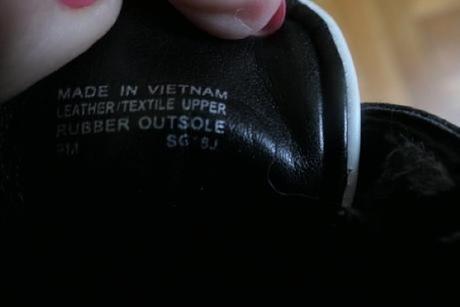 MADE IN VIETNAM
LEATHER/TEXTILE UPPER
RUBBER OUTSOLE